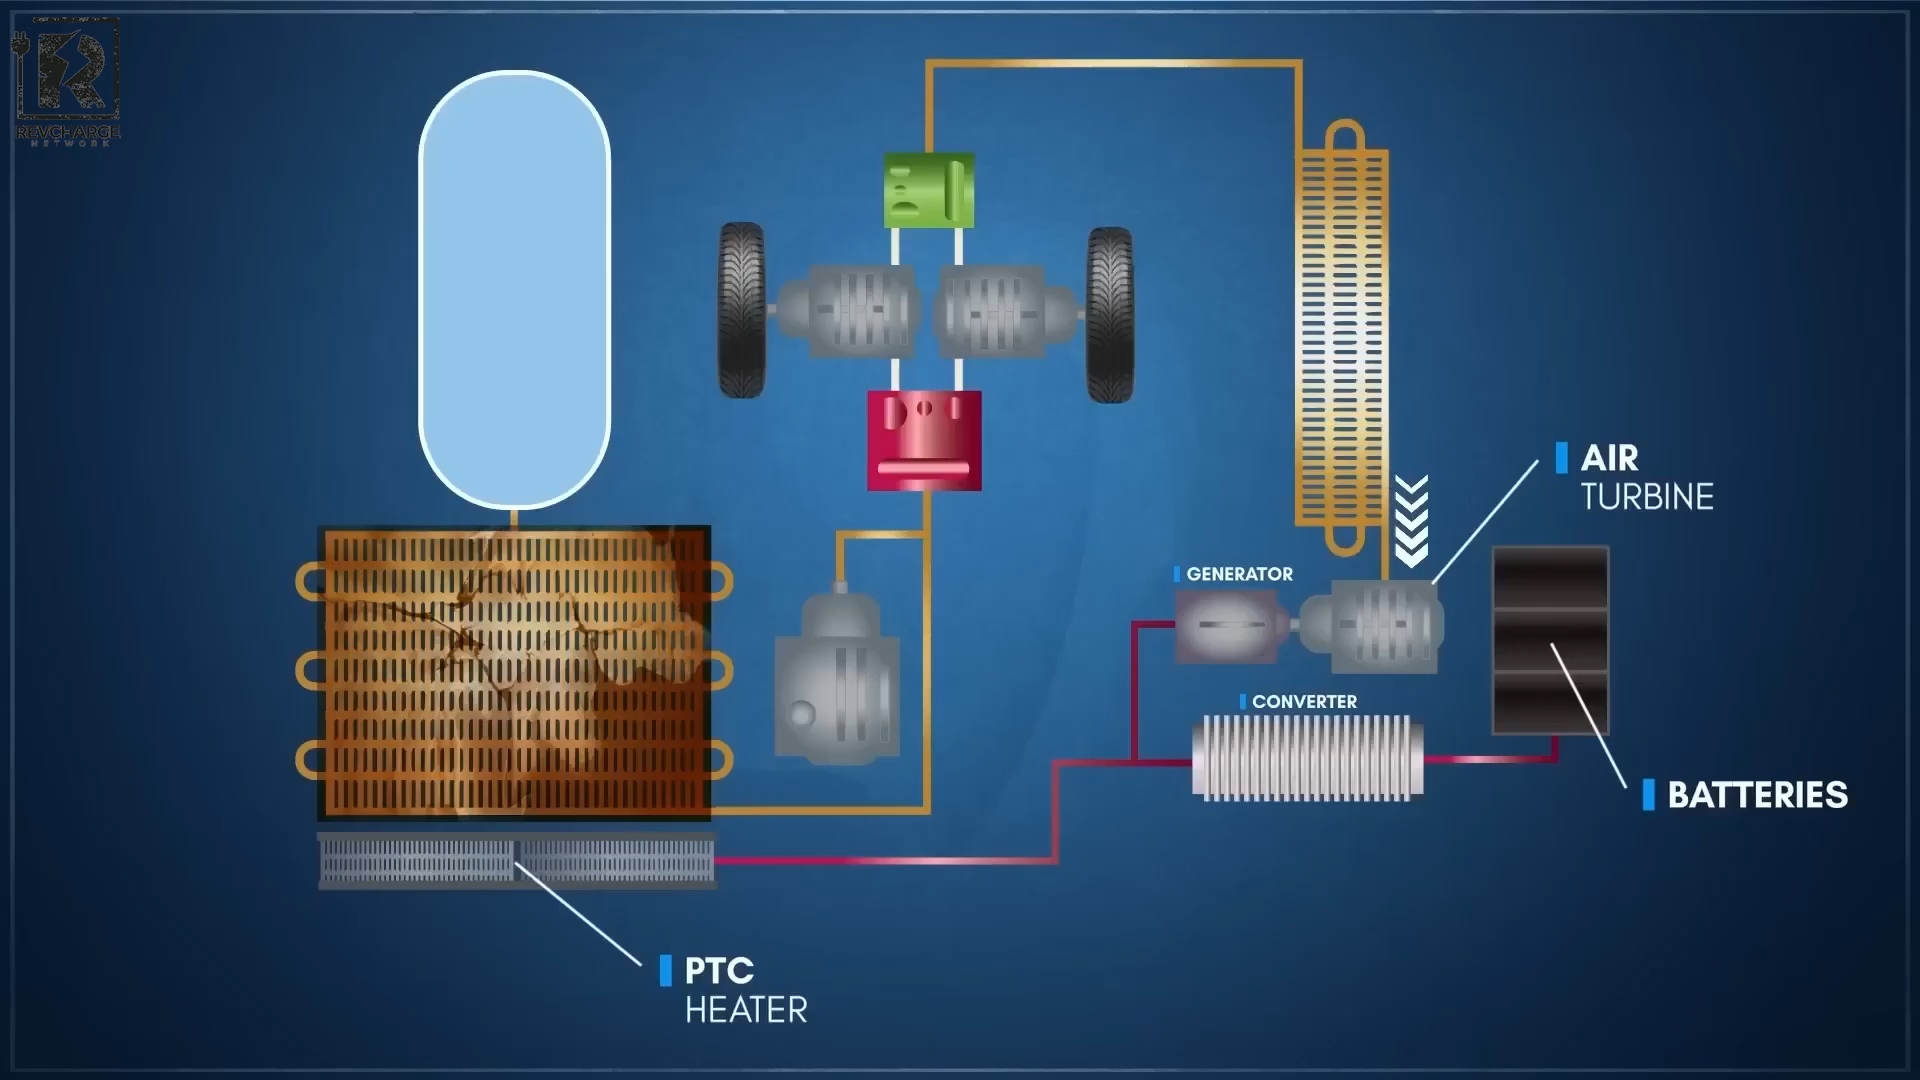 REVCHARGE
NETWORK
AIR
TURBINE
GENERATOR
CONVERTER
BATTERIES
PTC
HEATER